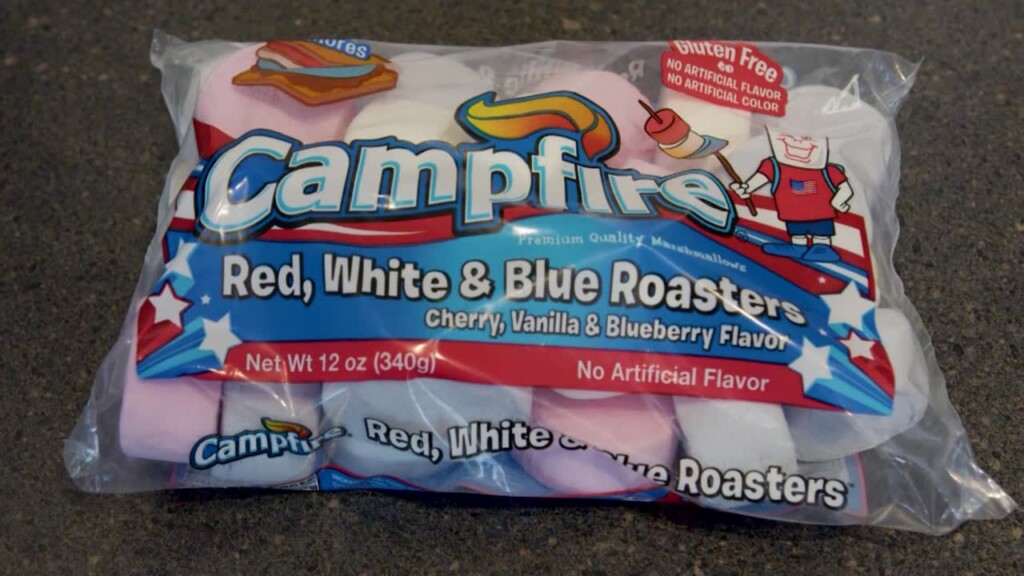 Gluten Free
NO ARTIFICIAL FLAVOR
NO ARTIFICIAL COLOR
Campfire
Premium Quality Marshmallows
Red, White & Blue Roasters
Cherry, Vanilla & Blueberry Flavor
Net Wt 12 oz (340g)
No Artificial Flavor
Campfire
Red, White & Blue Roasters